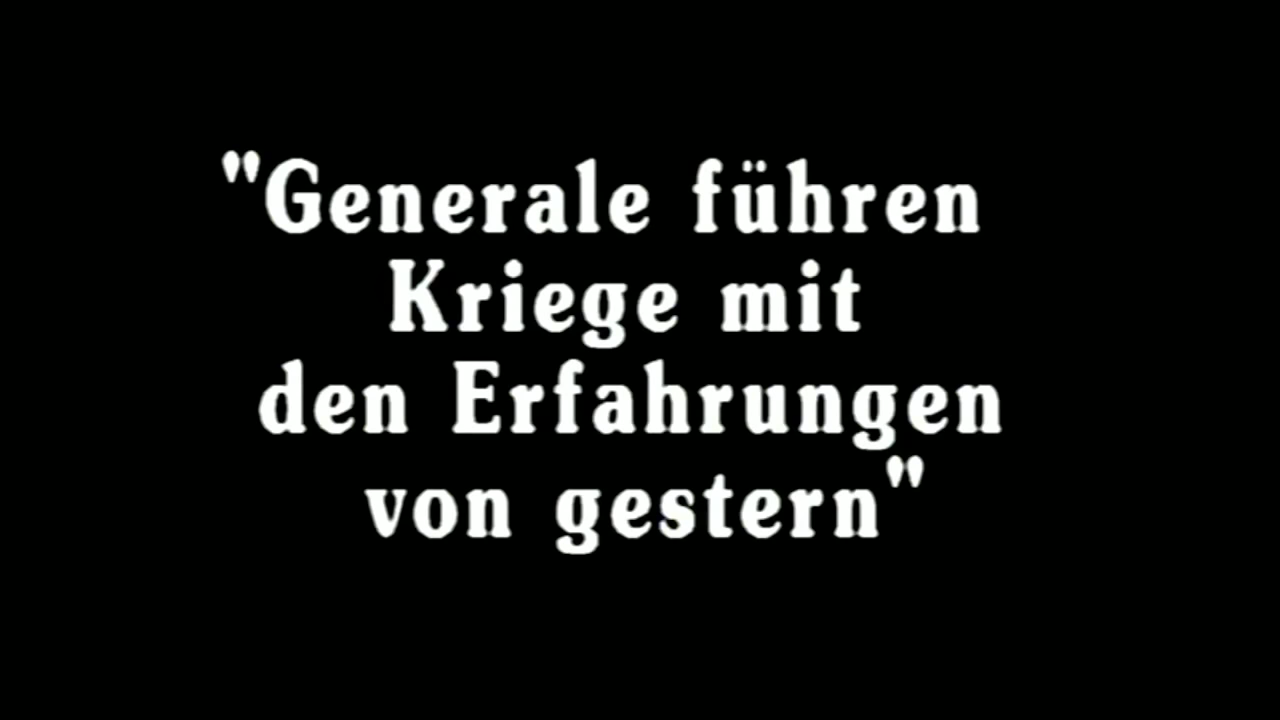 "Generale führen
Kriege mit
den Erfahrungen
von gestern"